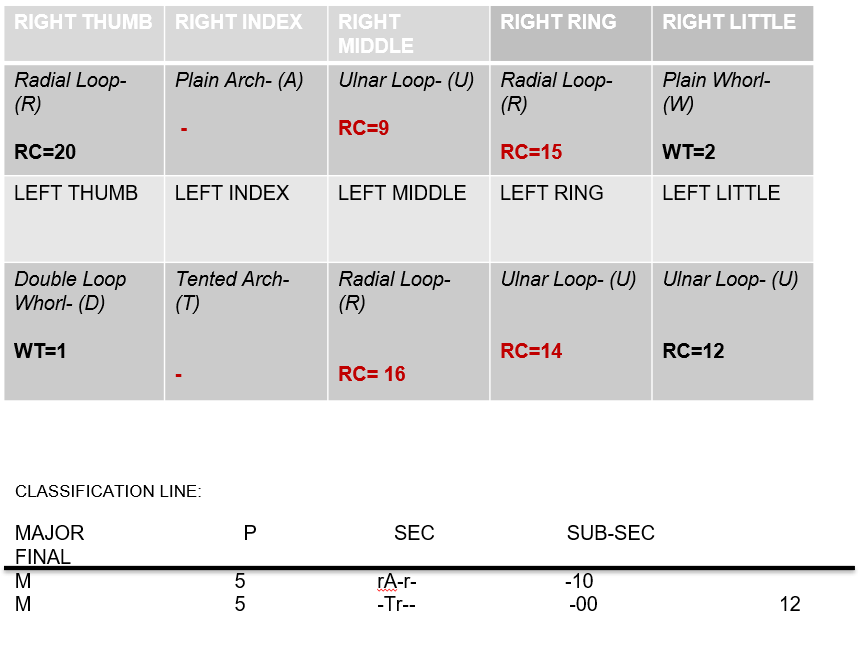 RIGHT THUMB RIGHT INDEX RIGHT MIDDLE RIGHT RING RIGHT LITTLE
Radial Loop- (R) RC=20 Plain Arch- (A) - Ulnar Loop- (U) RC=9 Radial Loop- (R) RC=15 Plain Whorl- (W) WT=2
LEFT THUMB LEFT INDEX LEFT MIDDLE LEFT RING LEFT LITTLE
Double Loop Whorl- (D) WT=1 Tented Arch- (T) - Radial Loop- (R) RC= 16 Ulnar Loop- (U) RC=14 Ulnar Loop- (U) RC=12
CLASSIFICATION LINE:
MAJOR P SEC SUB-SEC
FINAL
M 5 rA-r- -10
M 5 -Tr-- -00 12